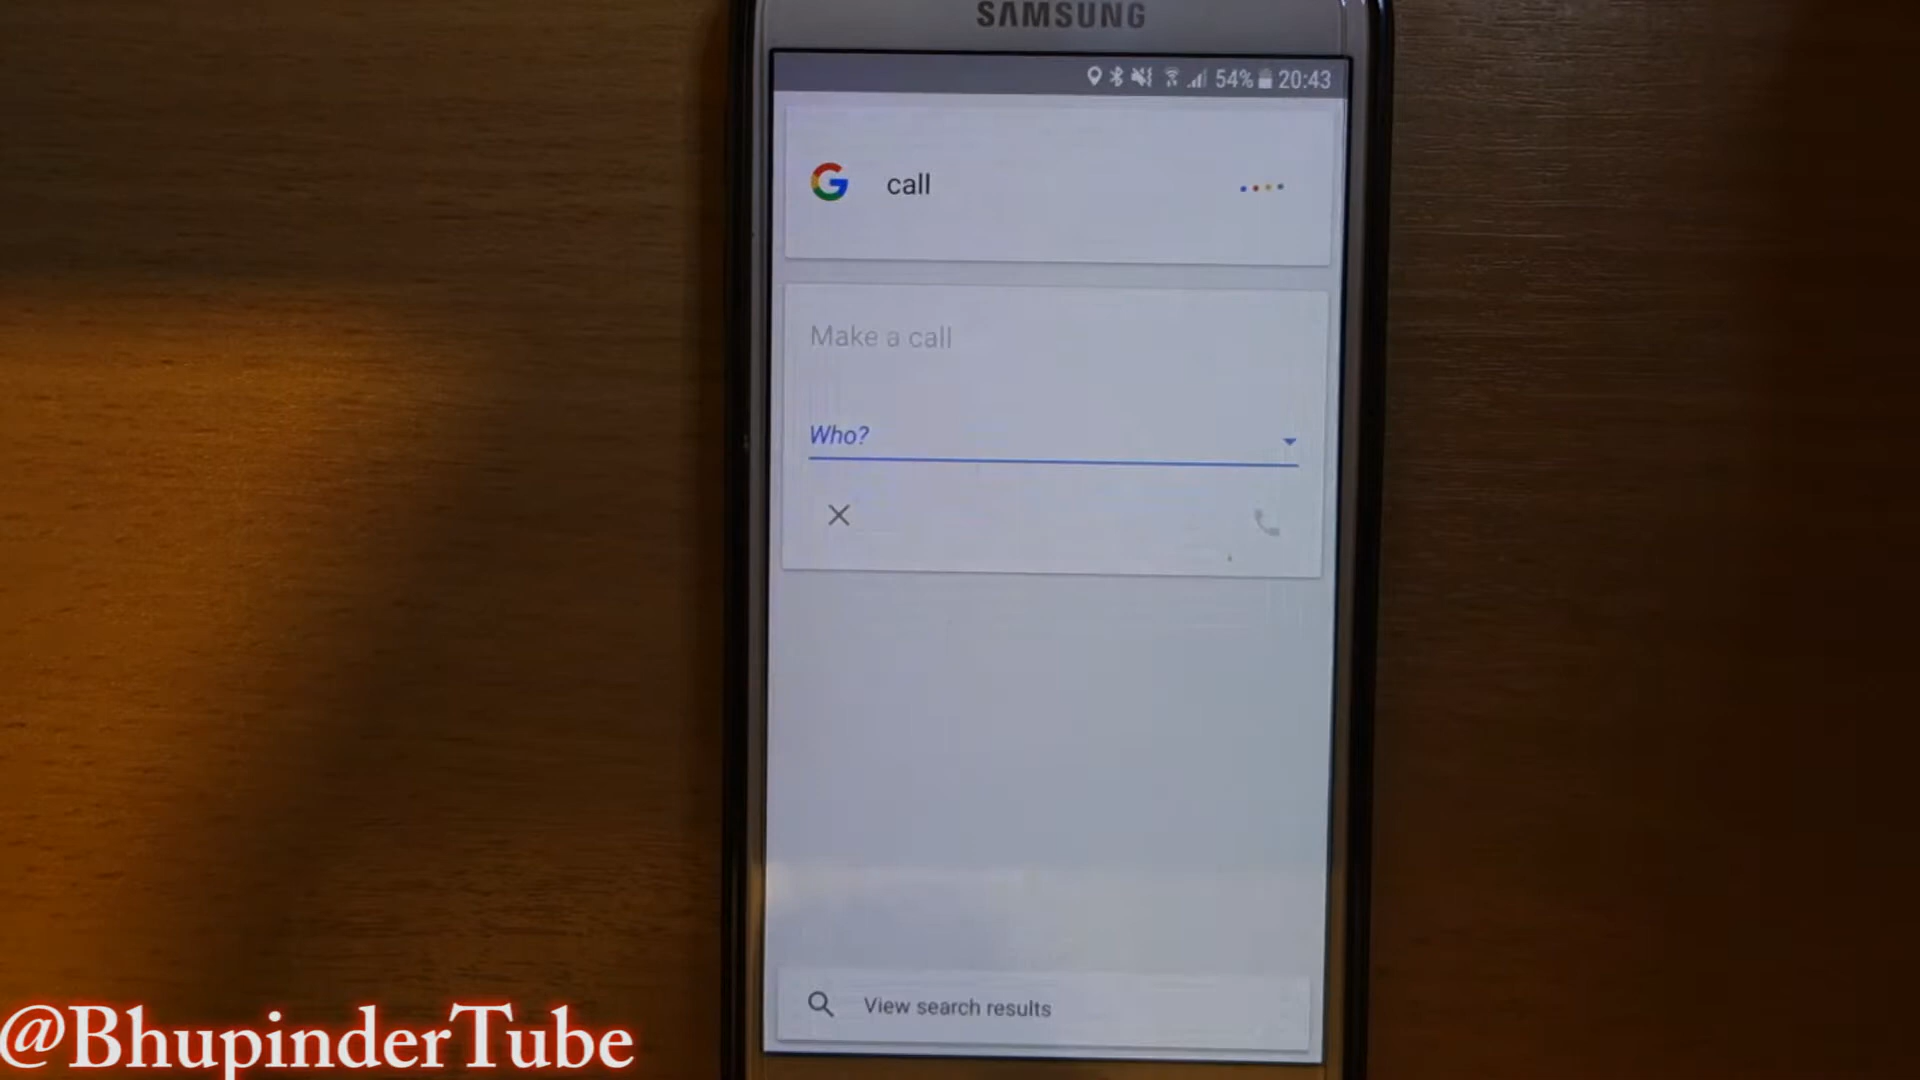 SAMSUNG
54% 20:43
call
Make a call
Who?
View search results
@BhupinderTube